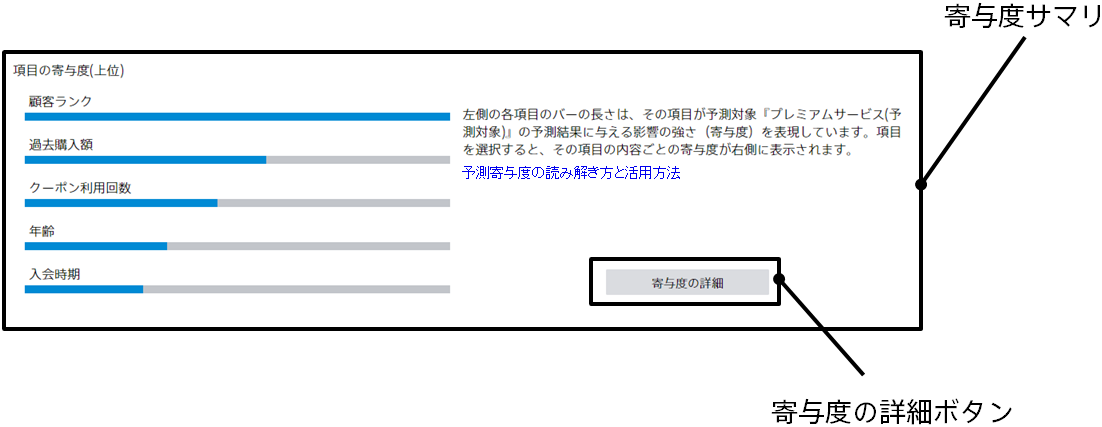 寄与度サマリ
項目の寄与度(上位)
顧客ランク
過去購入額
クーポン利用回数
年齢
入会時期
左側の各項目のバーの長さは、その項目が予測対象『プレミアムサービス(予
測対象)』の予測結果に与える影響の強さ（寄与度）を表現しています。項目
を選択すると、その項目の内容ごとの寄与度が右側に表示されます。
予測寄与度の読み解き方と活用方法
寄与度の詳細
寄与度の詳細ボタン